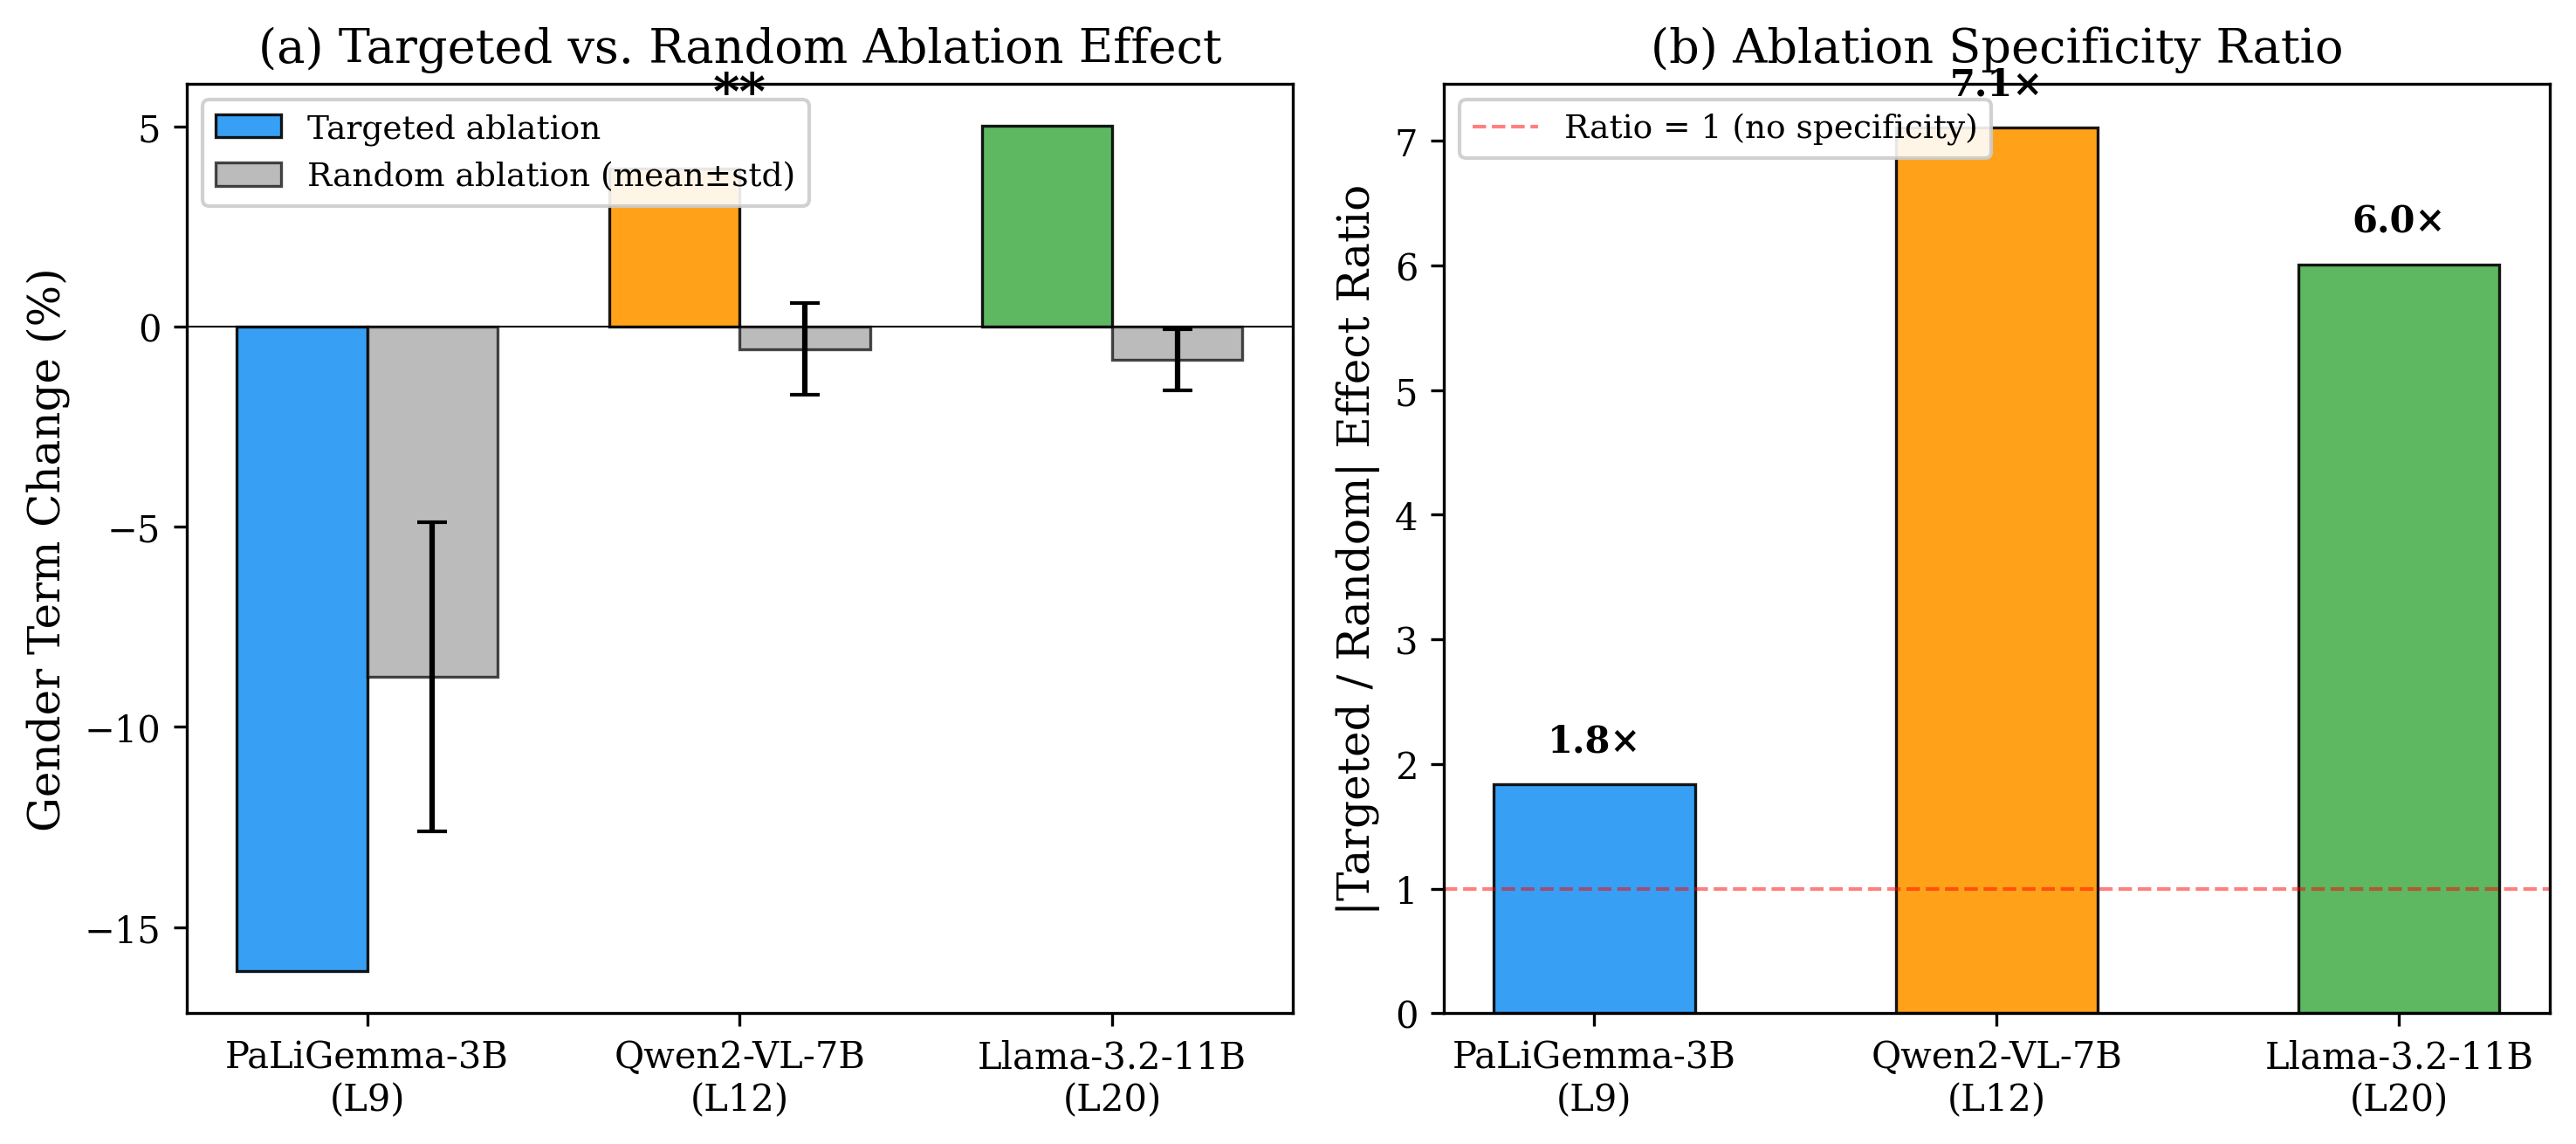 (a) Targeted vs. Random Ablation Effect
**
Targeted ablation
Random ablation (mean±std)
Gender Term Change (%)
5
0
−5
−10
−15
PaLiGemma-3B
(L9)
Qwen2-VL-7B
(L12)
Llama-3.2-11B
(L20)
(b) Ablation Specificity Ratio
Ratio = 1 (no specificity)
|Targeted / Random| Effect Ratio
7
6
5
4
3
2
1
0
1.8×
7.1×
6.0×
PaLiGemma-3B
(L9)
Qwen2-VL-7B
(L12)
Llama-3.2-11B
(L20)